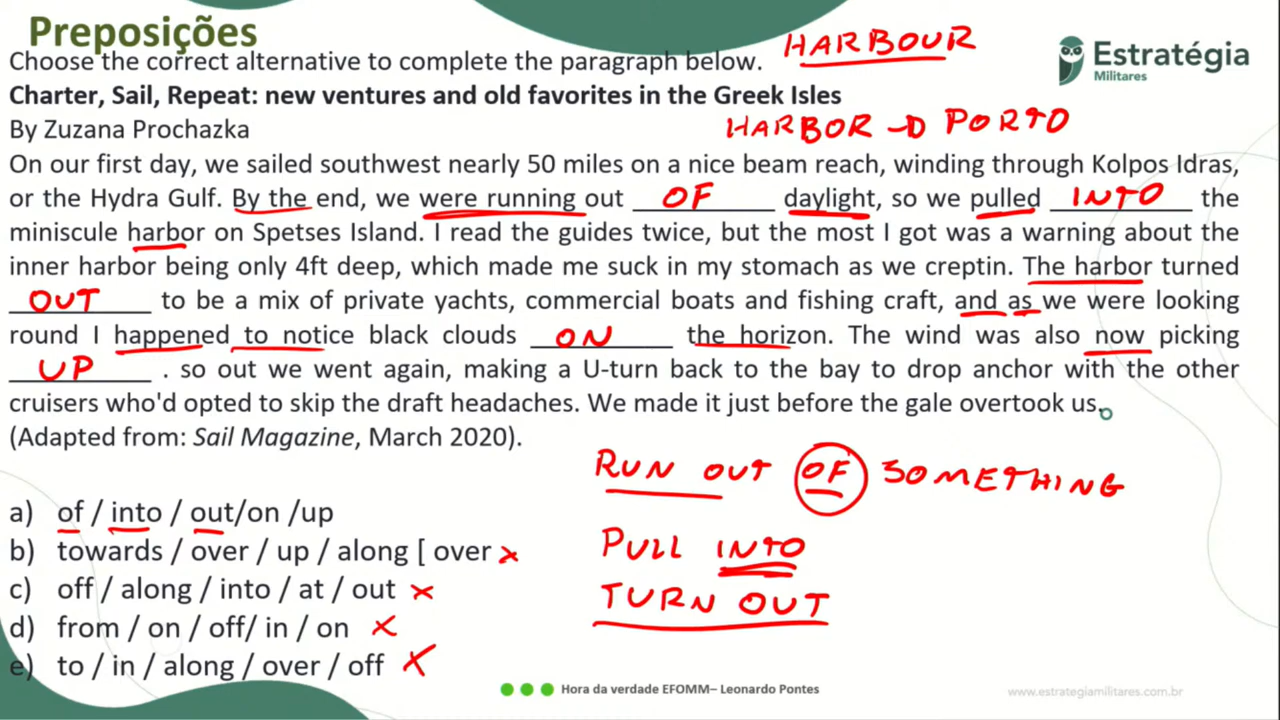 Preposições
HARBOUR
Estratégia
Militares
Choose the correct alternative to complete the paragraph below.
Charter, Sail, Repeat: new ventures and old favorites in the Greek Isles
By Zuzana Prochazka
HARBOR → PORTO
On our first day, we sailed southwest nearly 50 miles on a nice beam reach, winding through Kolpos Idras,
or the Hydra Gulf. By the end, we were running out OF daylight, so we pulled INTO the
miniscule harbor on Spetses Island. I read the guides twice, but the most I got was a warning about the
inner harbor being only 4ft deep, which made me suck in my stomach as we creptin. The harbor turned
OUT to be a mix of private yachts, commercial boats and fishing craft, and as we were looking
round I happened to notice black clouds ON the horizon. The wind was also now picking
UP . so out we went again, making a U-turn back to the bay to drop anchor with the other
cruisers who'd opted to skip the draft headaches. We made it just before the gale overtook us.
(Adapted from: Sail Magazine, March 2020).
RUN OUT OF SOMETHING
a) of / into / out/on /up
PULL INTO
b) towards / over / up / along [ over x
TURN OUT
c) off / along / into / at / out x
d) from / on / off/ in / on x
e) to / in / along / over / off x
Hora da verdade EFOMM– Leonardo Pontes
www.estrategiamilitares.com.br